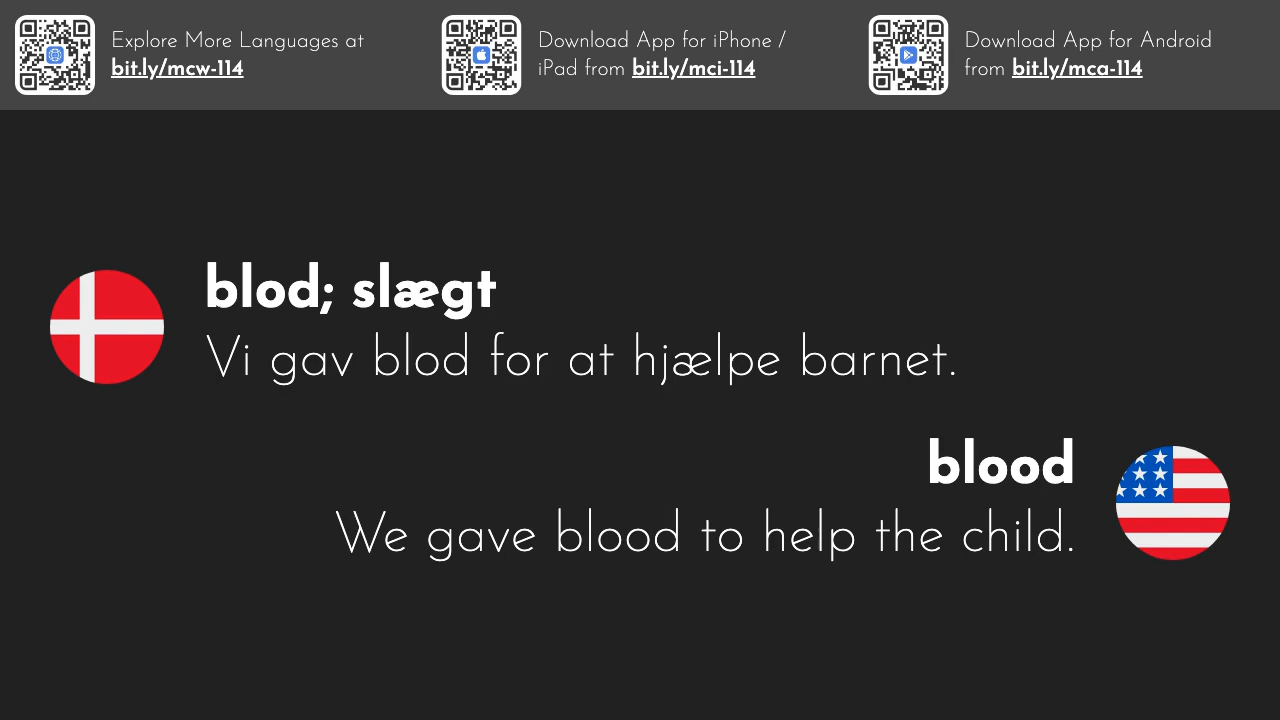 Explore More Languages at
bit.ly/mcw-114
Download App for iPhone /
iPad from bit.ly/mci-114
Download App for Android
from bit.ly/mca-114
blod; slægt
Vi gav blod for at hjælpe barnet.
blood
We gave blood to help the child.